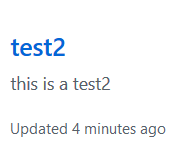 test2
this is a test2
Updated 4 minutes ago